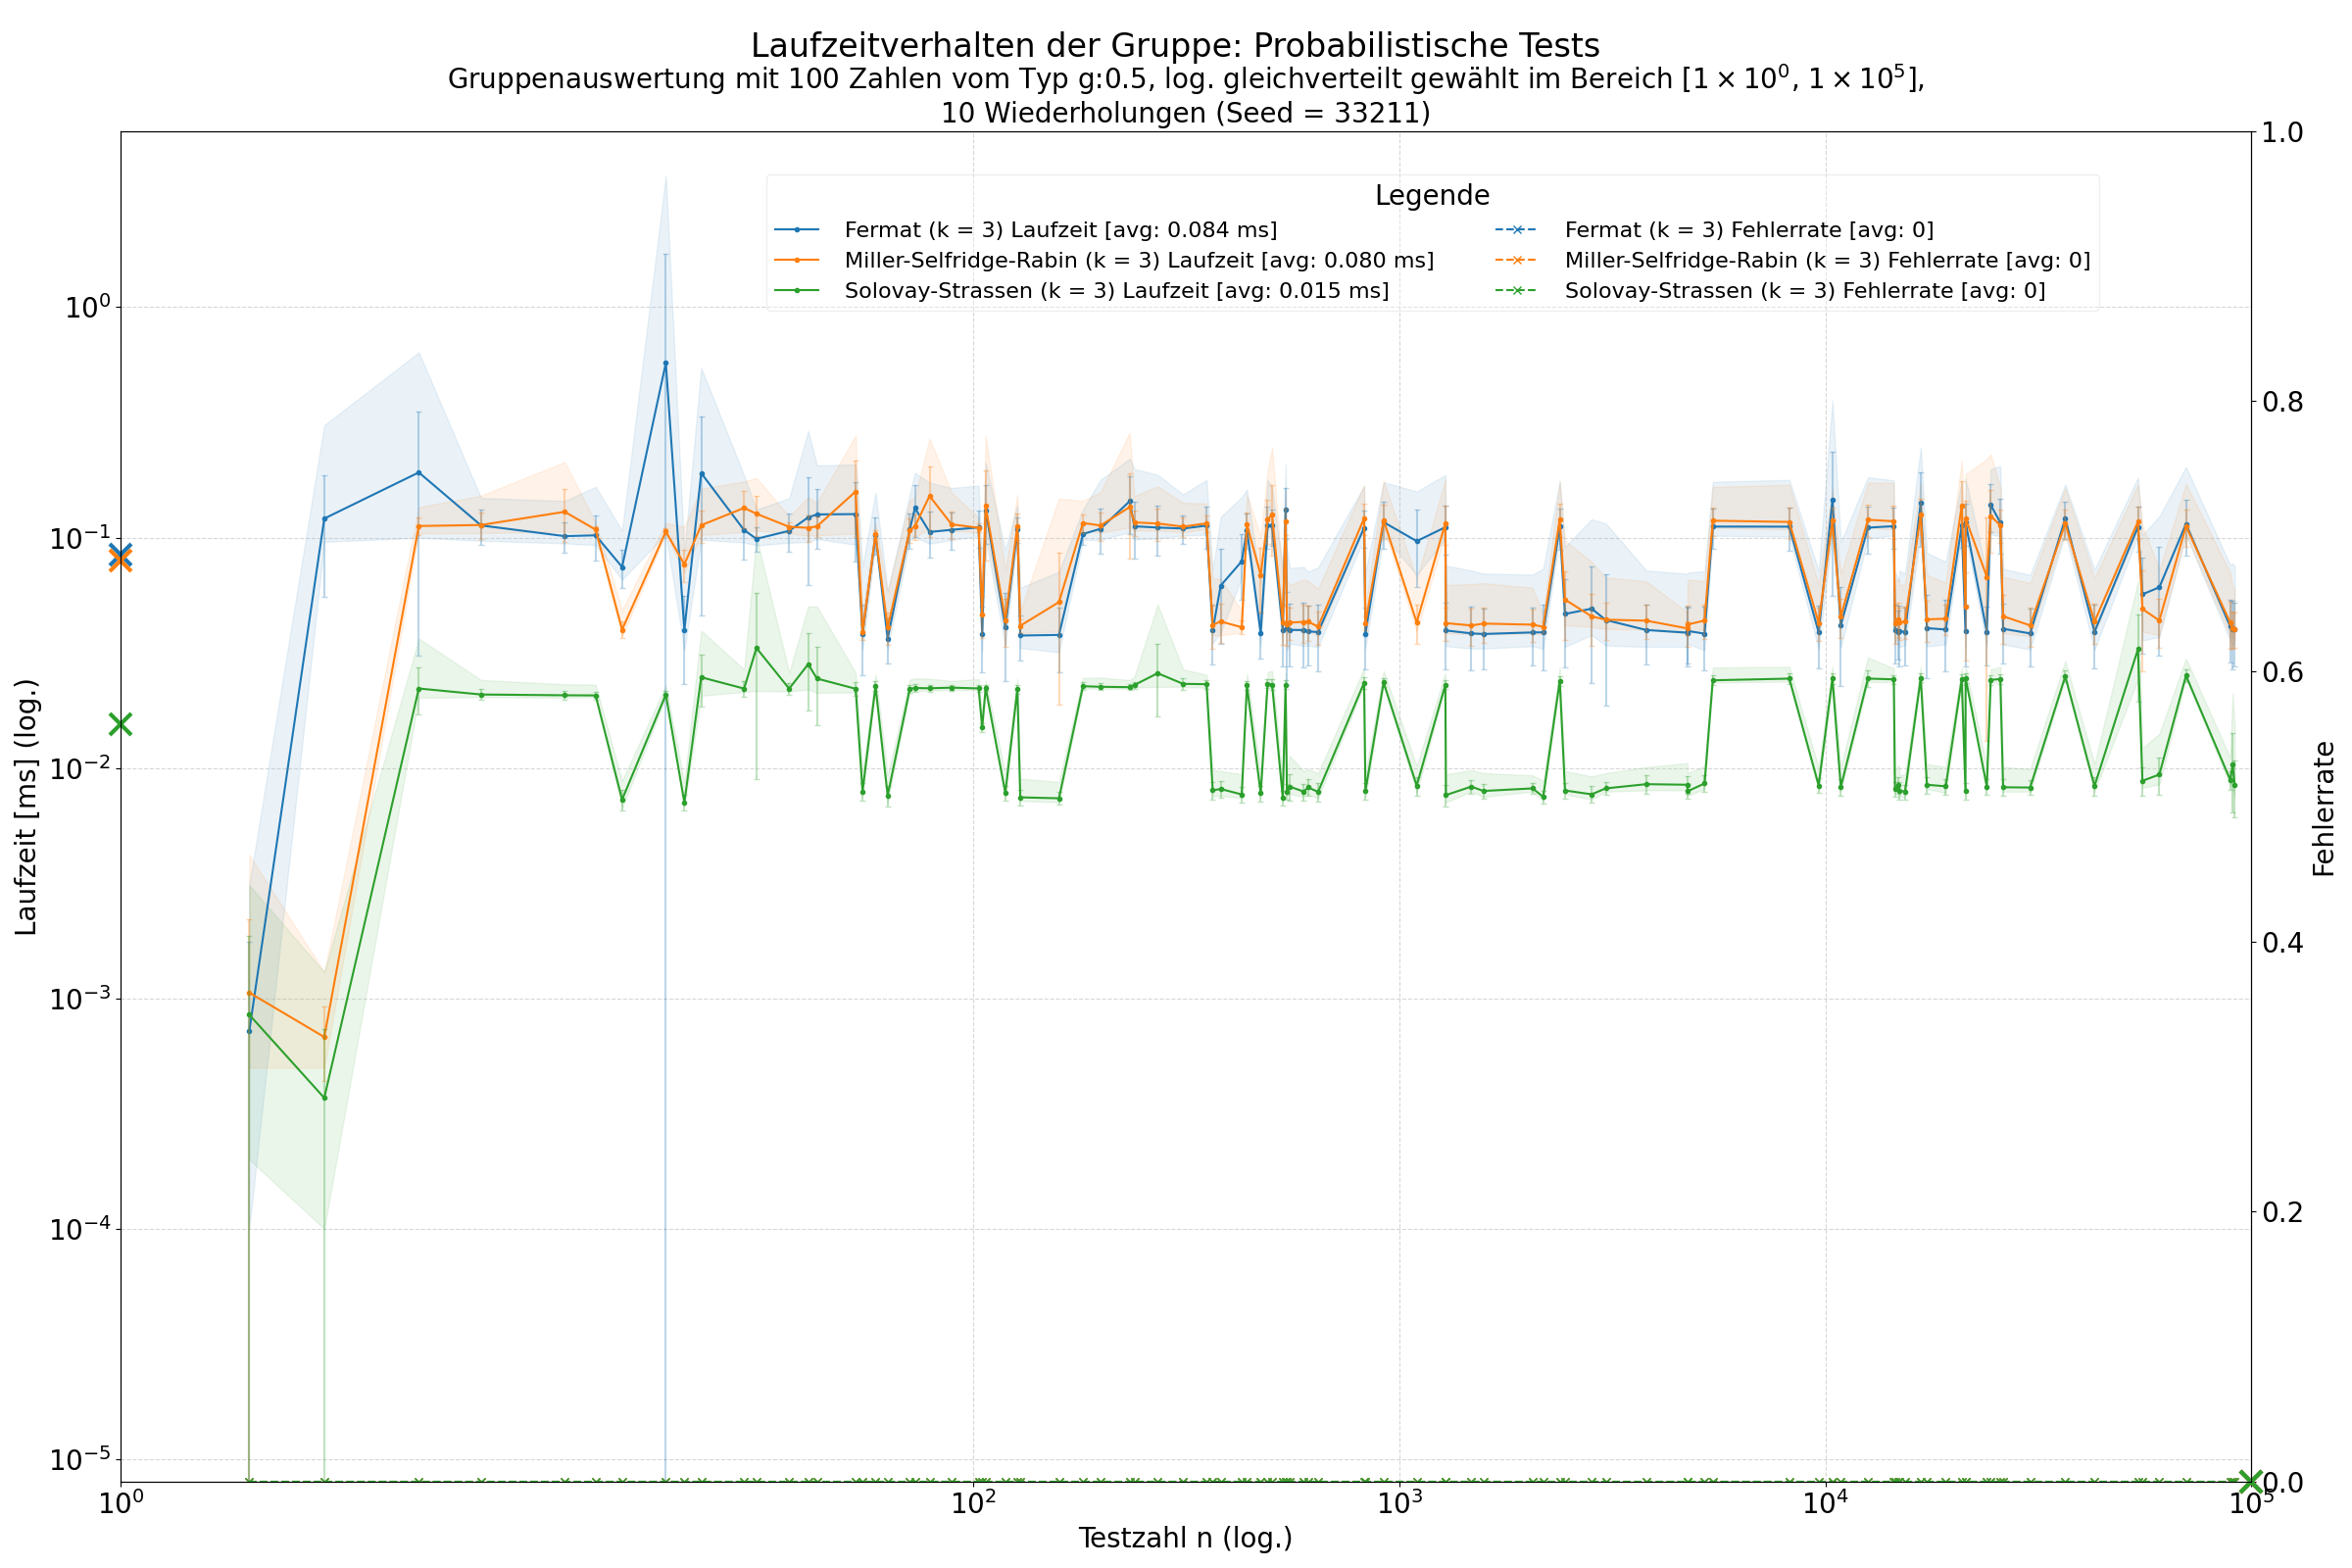 Laufzeitverhalten der Gruppe: Probabilistische Tests
Gruppenauswertung mit 100 Zahlen vom Typ g:0.5, log. gleichverteilt gewählt im Bereich [1 × 10⁰, 1 × 10⁵],
10 Wiederholungen (Seed = 33211)
Legende
Fermat (k = 3) Laufzeit [avg: 0.084 ms]
Miller-Selfridge-Rabin (k = 3) Laufzeit [avg: 0.080 ms]
Solovay-Strassen (k = 3) Laufzeit [avg: 0.015 ms]
Fermat (k = 3) Fehlerrate [avg: 0]
Miller-Selfridge-Rabin (k = 3) Fehlerrate [avg: 0]
Solovay-Strassen (k = 3) Fehlerrate [avg: 0]
Laufzeit [ms] (log.)
10⁰
10⁻¹
10⁻²
10⁻³
10⁻⁴
10⁻⁵
1.0
0.8
0.6
0.4
0.2
0.0
Fehlerrate
10⁰
10²
10³
10⁴
10⁵
Testzahl n (log.)